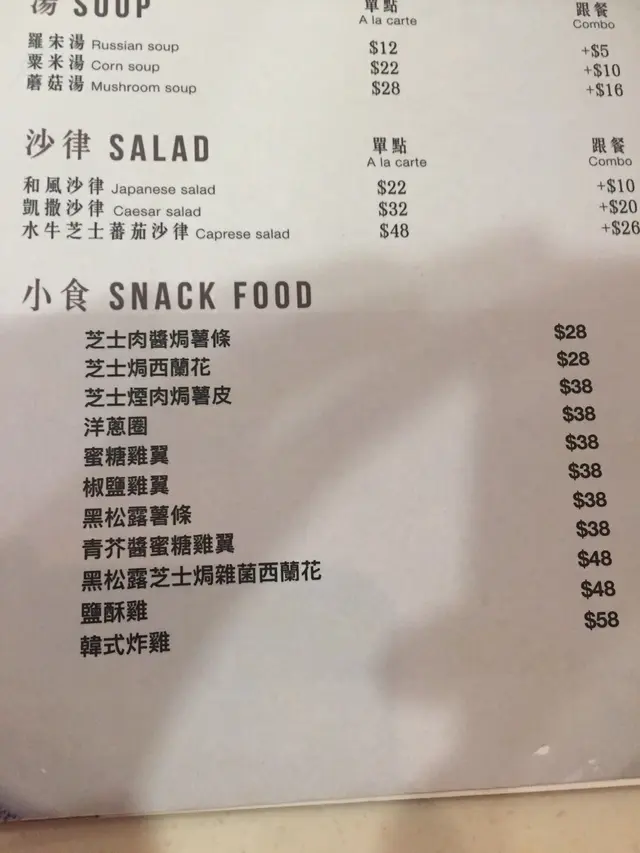 湯 SOUP 單點 跟餐
A la carte Combo
羅宋湯 Russian soup $12 +$5
粟米湯 Corn soup $22 +$10
蘑菇湯 Mushroom soup $28 +$16
沙律 SALAD 單點 跟餐
A la carte Combo
和風沙律 Japanese salad $22 +$10
凱撒沙律 Caesar salad $32 +$20
水牛芝士蕃茄沙律 Caprese salad $48 +$26
小食 SNACK FOOD
芝士肉醬焗薯條 $28
芝士焗西蘭花 $28
芝士煙肉焗薯皮 $38
洋蔥圈 $38
蜜糖雞翼 $38
椒鹽雞翼 $38
黑松露薯條 $38
青芥醬蜜糖雞翼 $38
黑松露芝士焗雜菌西蘭花 $48
鹽酥雞 $48
韓式炸雞 $58